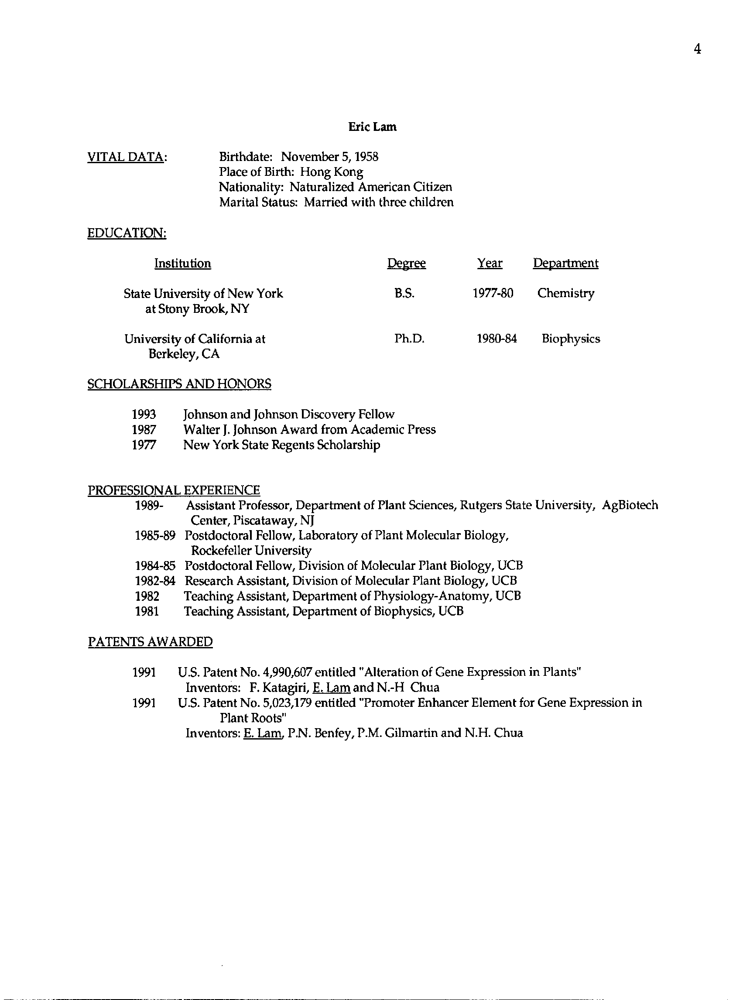 4
Eric Lam
VITAL DATA: Birthdate: November 5, 1958
Place of Birth: Hong Kong
Nationality: Naturalized American Citizen
Marital Status: Married with three children
EDUCATION:
Institution Degree Year Department
State University of New York B.S. 1977-80 Chemistry
at Stony Brook, NY
University of California at Ph.D. 1980-84 Biophysics
Berkeley, CA
SCHOLARSHIPS AND HONORS
1993 Johnson and Johnson Discovery Fellow
1987 Walter J. Johnson Award from Academic Press
1977 New York State Regents Scholarship
PROFESSIONAL EXPERIENCE
1989- Assistant Professor, Department of Plant Sciences, Rutgers State University, AgBiotech
Center, Piscataway, NJ
1985-89 Postdoctoral Fellow, Laboratory of Plant Molecular Biology,
Rockefeller University
1984-85 Postdoctoral Fellow, Division of Molecular Plant Biology, UCB
1982-84 Research Assistant, Division of Molecular Plant Biology, UCB
1982 Teaching Assistant, Department of Physiology-Anatomy, UCB
1981 Teaching Assistant, Department of Biophysics, UCB
PATENTS AWARDED
1991 U.S. Patent No. 4,990,607 entitled "Alteration of Gene Expression in Plants"
Inventors: F. Katagiri, E. Lam and N.-H Chua
1991 U.S. Patent No. 5,023,179 entitled "Promoter Enhancer Element for Gene Expression in
Plant Roots"
Inventors: E. Lam, P.N. Benfey, P.M. Gilmartin and N.H. Chua